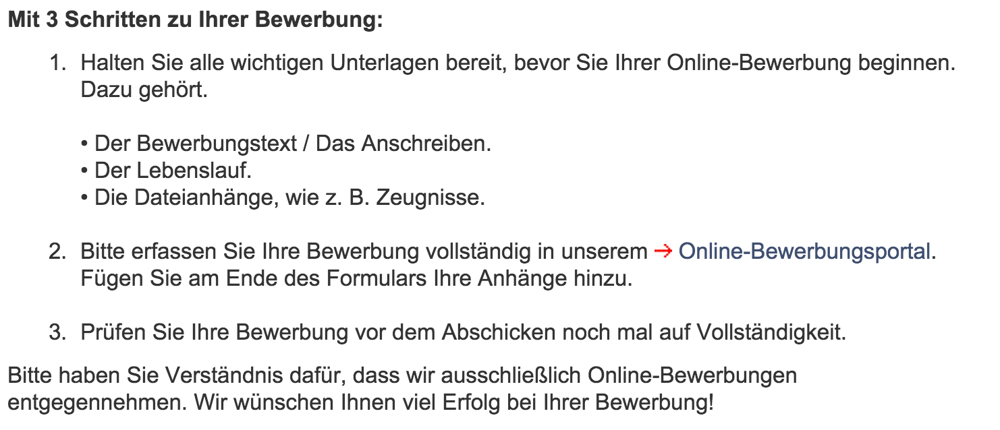 Mit 3 Schritten zu Ihrer Bewerbung:
1. Halten Sie alle wichtigen Unterlagen bereit, bevor Sie Ihrer Online-Bewerbung beginnen.
Dazu gehört.
• Der Bewerbungstext / Das Anschreiben.
• Der Lebenslauf.
• Die Dateianhänge, wie z. B. Zeugnisse.
2. Bitte erfassen Sie Ihre Bewerbung vollständig in unserem → Online-Bewerbungsportal.
Fügen Sie am Ende des Formulars Ihre Anhänge hinzu.
3. Prüfen Sie Ihre Bewerbung vor dem Abschicken noch mal auf Vollständigkeit.
Bitte haben Sie Verständnis dafür, dass wir ausschließlich Online-Bewerbungen
entgegennehmen. Wir wünschen Ihnen viel Erfolg bei Ihrer Bewerbung!